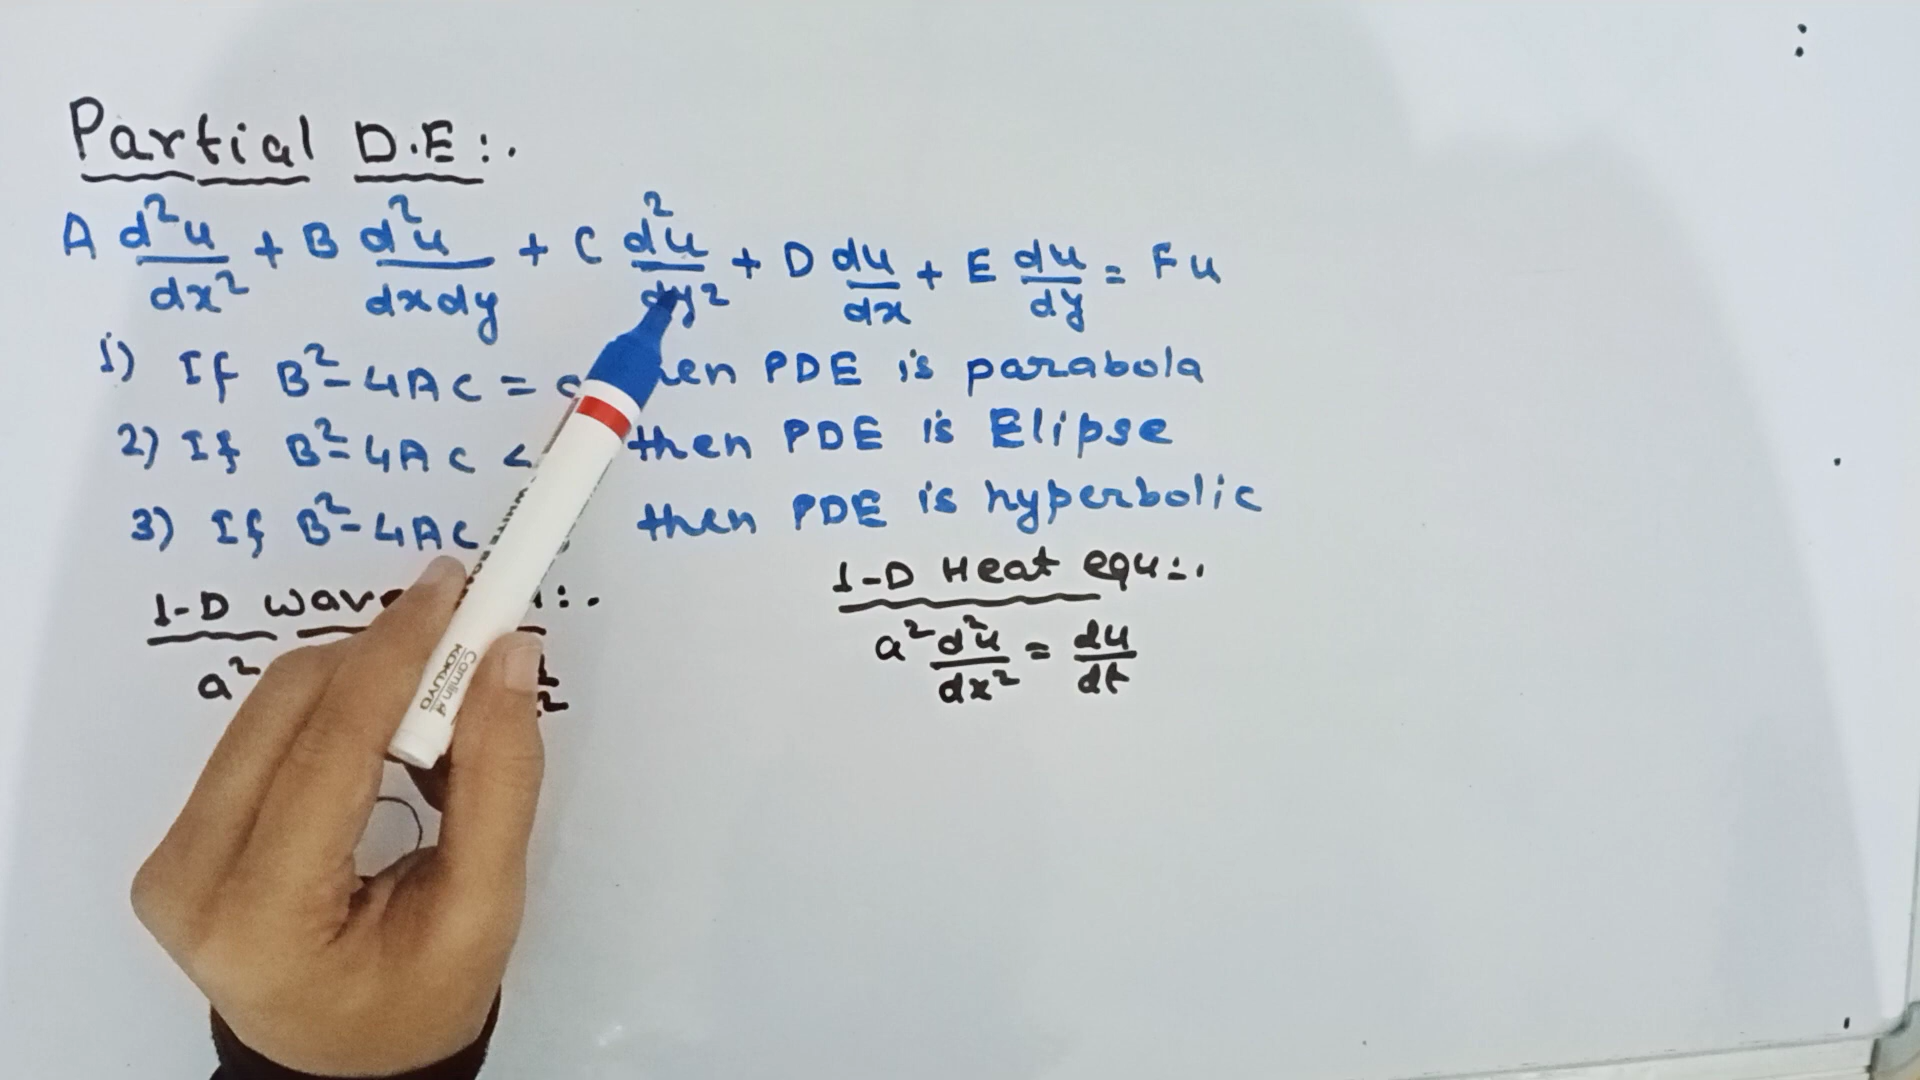 Partial D.E:.
A d²u/dx² + B d²u/dxdy + C d²u/dy² + D du/dx + E du/dy = Fu
1) If B²-4AC = then PDE is parabola
2) If B²-4AC < then PDE is Elipse
3) If B²-4AC then PDE is hyperbolic
1-D
a²
1-D Heat equ:.
a² d²u/dx² = du/dt
Camlin
KOKUYO